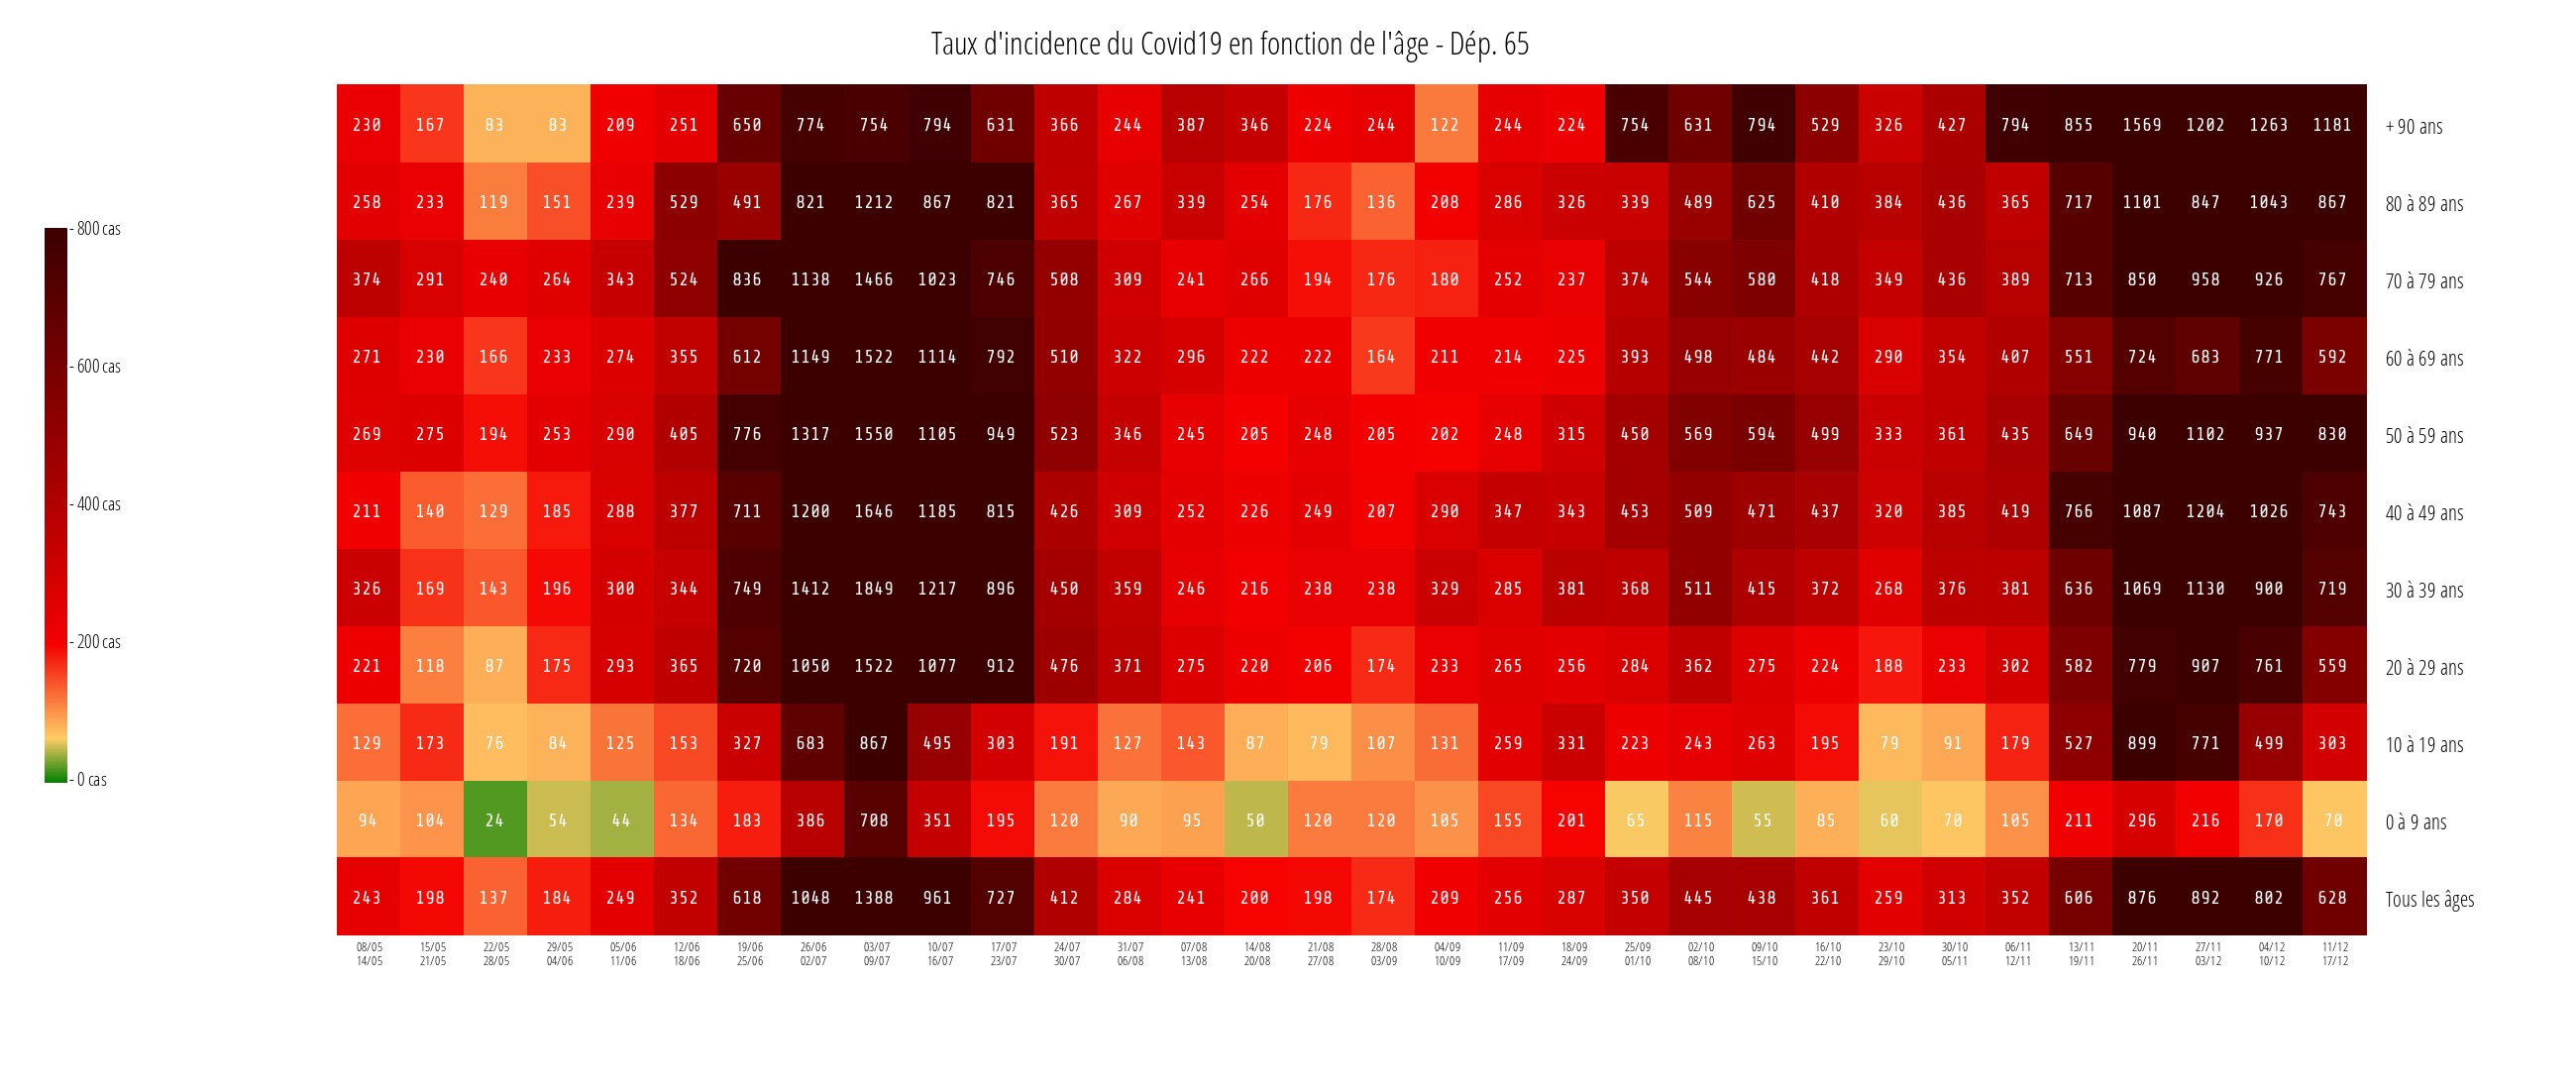 Taux d'incidence du Covid19 en fonction de l'âge - Dép. 65
230 167 83 83 209 251 650 774 754 794 631 366 244 387 346 224 244 122 244 224 754 631 794 529 326 427 794 855 1569 1202 1263 1181 + 90 ans
258 233 119 151 239 529 491 821 1212 867 821 365 267 339 254 176 136 208 286 326 339 489 625 410 384 436 365 717 1101 847 1043 867 80 à 89 ans
- 800 cas
374 291 240 264 343 524 836 1138 1466 1023 746 508 309 241 266 194 176 180 252 237 374 544 580 418 349 436 389 713 850 958 926 767 70 à 79 ans
271 230 166 233 274 355 612 1149 1522 1114 792 510 322 296 222 222 164 211 214 225 393 498 484 442 290 354 407 551 724 683 771 592 60 à 69 ans
- 600 cas
269 275 194 253 290 405 776 1317 1550 1105 949 523 346 245 205 248 205 202 248 315 450 569 594 499 333 361 435 649 940 1102 937 830 50 à 59 ans
- 400 cas
211 140 129 185 288 377 711 1200 1646 1185 815 426 309 252 226 249 207 290 347 343 453 509 471 437 320 385 419 766 1087 1204 1026 743 40 à 49 ans
326 169 143 196 300 344 749 1412 1849 1217 896 450 359 246 216 238 238 329 285 381 368 511 415 372 268 376 381 636 1069 1130 900 719 30 à 39 ans
- 200 cas
221 118 87 175 293 365 720 1050 1522 1077 912 476 371 275 220 206 174 233 265 256 284 362 275 224 188 233 302 582 779 907 761 559 20 à 29 ans
129 173 76 84 125 153 327 683 867 495 303 191 127 143 87 79 107 131 259 331 223 243 263 195 79 91 179 527 899 771 499 303 10 à 19 ans
- 0 cas
94 104 24 54 44 134 183 386 708 351 195 120 90 95 50 120 120 105 155 201 65 115 55 85 60 70 105 211 296 216 170 70 0 à 9 ans
243 198 137 184 249 352 618 1048 1388 961 727 412 284 241 200 198 174 209 256 287 350 445 438 361 259 313 352 606 876 892 802 628 Tous les âges
08/05 15/05 22/05 29/05 05/06 12/06 19/06 26/06 03/07 10/07 17/07 24/07 31/07 07/08 14/08 21/08 28/08 04/09 11/09 18/09 25/09 02/10 09/10 16/10 23/10 30/10 06/11 13/11 20/11 27/11 04/12 11/12
14/05 21/05 28/05 04/06 11/06 18/06 25/06 02/07 09/07 16/07 23/07 30/07 06/08 13/08 20/08 27/08 03/09 10/09 17/09 24/09 01/10 08/10 15/10 22/10 29/10 05/11 12/11 19/11 26/11 03/12 10/12 17/12